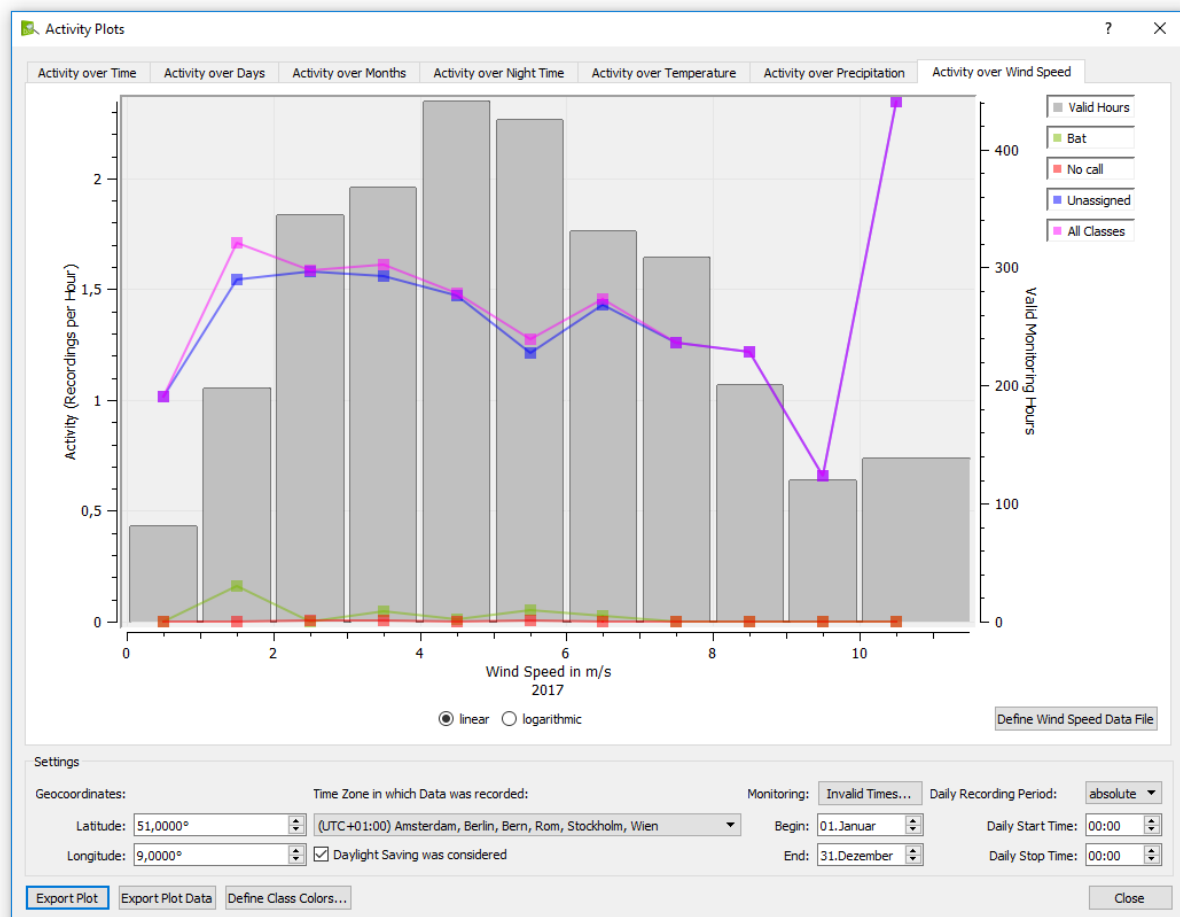 Activity Plots
?
Activity over Time
Activity over Days
Activity over Months
Activity over Night Time
Activity over Temperature
Activity over Precipitation
Activity over Wind Speed
Activity (Recordings per Hour)
2
1,5
1
0,5
0
400
300
200
100
0
Valid Monitoring Hours
Valid Hours
Bat
No call
Unassigned
All Classes
0 2 4 6 8 10
Wind Speed in m/s
2017
linear
logarithmic
Define Wind Speed Data File
Settings
Geocoordinates:
Time Zone in which Data was recorded:
Monitoring:
Invalid Times...
Daily Recording Period:
absolute
Latitude:
51,0000°
(UTC+01:00) Amsterdam, Berlin, Bern, Rom, Stockholm, Wien
Begin:
01.Januar
Daily Start Time:
00:00
Longitude:
9,0000°
Daylight Saving was considered
End:
31.Dezember
Daily Stop Time:
00:00
Export Plot
Export Plot Data
Define Class Colors...
Close